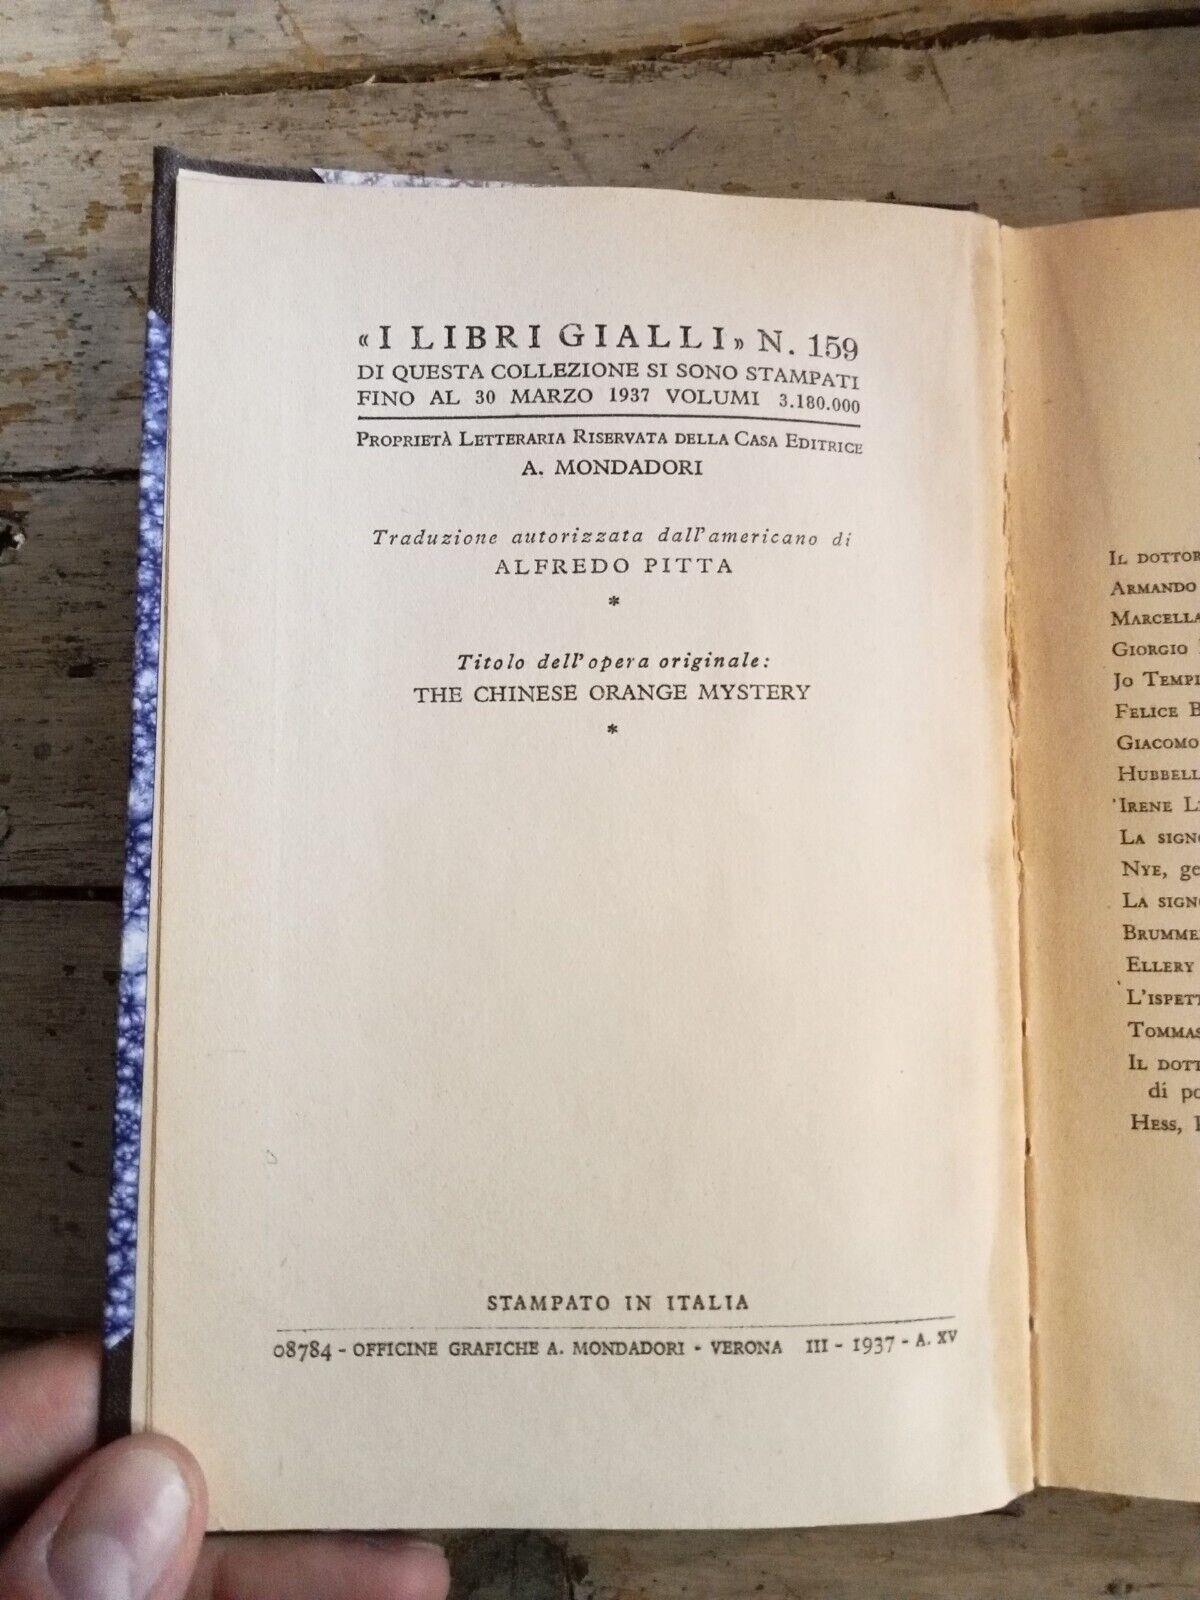 «I LIBRI GIALLI» N. 159
DI QUESTA COLLEZIONE SI SONO STAMPATI
FINO AL 30 MARZO 1937 VOLUMI 3.180.000
PROPRIETÀ LETTERARIA RISERVATA DELLA CASA EDITRICE
A. MONDADORI
Traduzione autorizzata dall'americano di
ALFREDO PITTA
*
Titolo dell'opera originale:
THE CHINESE ORANGE MYSTERY
*
STAMPATO IN ITALIA
08784 - OFFICINE GRAFICHE A. MONDADORI - VERONA III - 1937 - A. XV
IL DOTTOR
ARMANDO
MARCELLA
GIORGIO
JO TEMPL
FELICE B
GIACOMO
HUBBELL
IRENE
LA SIGNO
NYE, ge
LA SIGNO
BRUMME
ELLERY
L'ISPETT
TOMMAS
IL DOTT
di po
HESS,